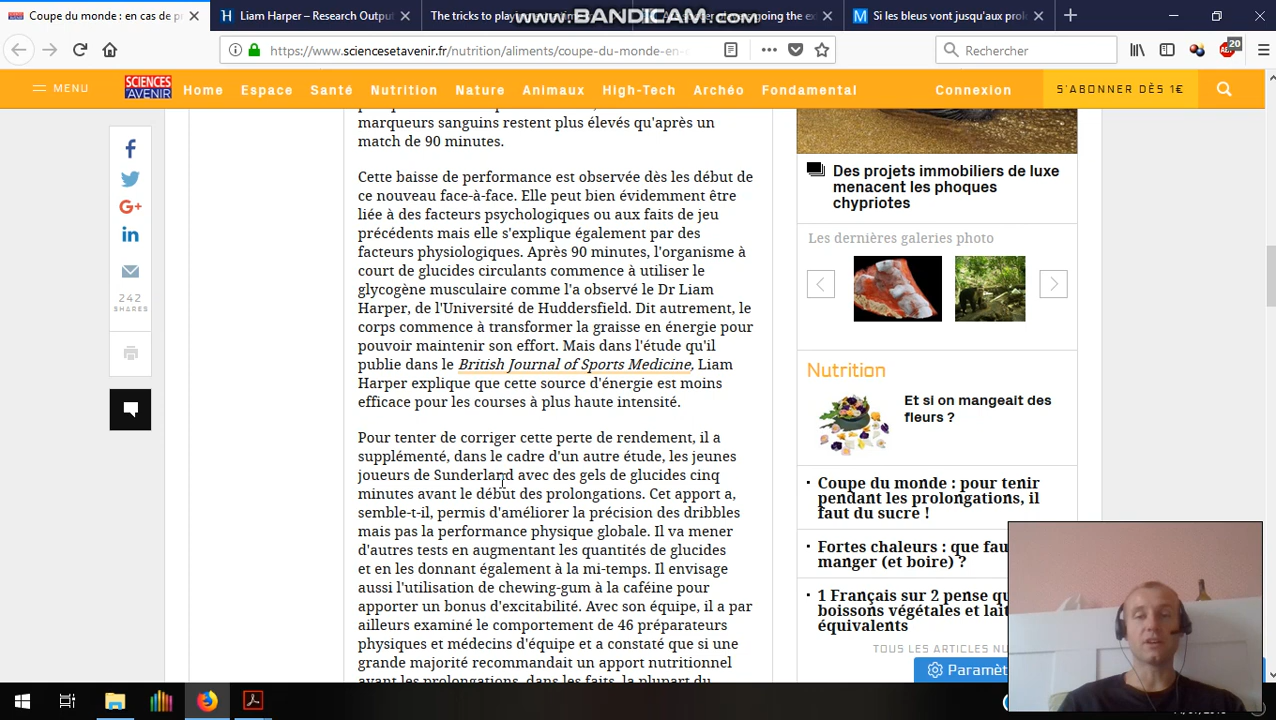 Coupe du monde : en cas de p
Liam Harper – Research Outpu
The tricks to play
going the ex
Si les bleus vont jusqu'aux prol
WWW.BANDICAM.COM
https://www.sciencesetavenir.fr/nutrition/aliments/coupe-du-monde-en-
Rechercher
20
MENU
SCIENCES
AVENIR
Home
Espace
Santé
Nutrition
Nature
Animaux
High-Tech
Archéo
Fondamental
Connexion
S'ABONNER DÈS 1€
marqueurs sanguins restent plus élevés qu'après un
match de 90 minutes.
Cette baisse de performance est observée dès les début de
ce nouveau face-à-face. Elle peut bien évidemment être
liée à des facteurs psychologiques ou aux faits de jeu
précédents mais elle s'explique également par des
facteurs physiologiques. Après 90 minutes, l'organisme à
court de glucides circulants commence à utiliser le
glycogène musculaire comme l'a observé le Dr Liam
Harper, de l'Université de Huddersfield. Dit autrement, le
corps commence à transformer la graisse en énergie pour
pouvoir maintenir son effort. Mais dans l'étude qu'il
publie dans le British Journal of Sports Medicine, Liam
Harper explique que cette source d'énergie est moins
efficace pour les courses à plus haute intensité.
Pour tenter de corriger cette perte de rendement, il a
supplémenté, dans le cadre d'un autre étude, les jeunes
joueurs de Sunderland avec des gels de glucides cinq
minutes avant le début des prolongations. Cet apport a,
semble-t-il, permis d'améliorer la précision des dribbles
mais pas la performance physique globale. Il va mener
d'autres tests en augmentant les quantités de glucides
et en les donnant également à la mi-temps. Il envisage
aussi l'utilisation de chewing-gum à la caféine pour
apporter un bonus d'excitabilité. Avec son équipe, il a par
ailleurs examiné le comportement de 46 préparateurs
physiques et médecins d'équipe et a constaté que si une
grande majorité recommandait un apport nutritionnel
avant les prolongations, dans les faits, la plupart du
242
SHARES
Des projets immobiliers de luxe
menacent les phoques
chypriotes
Les dernières galeries photo
Nutrition
Et si on mangeait des
fleurs ?
Coupe du monde : pour tenir
pendant les prolongations, il
faut du sucre !
Fortes chaleurs : que fau
manger (et boire) ?
1 Français sur 2 pense qu
boissons végétales et lait
équivalents
TOUS LES ARTICLES NU
Paramèt